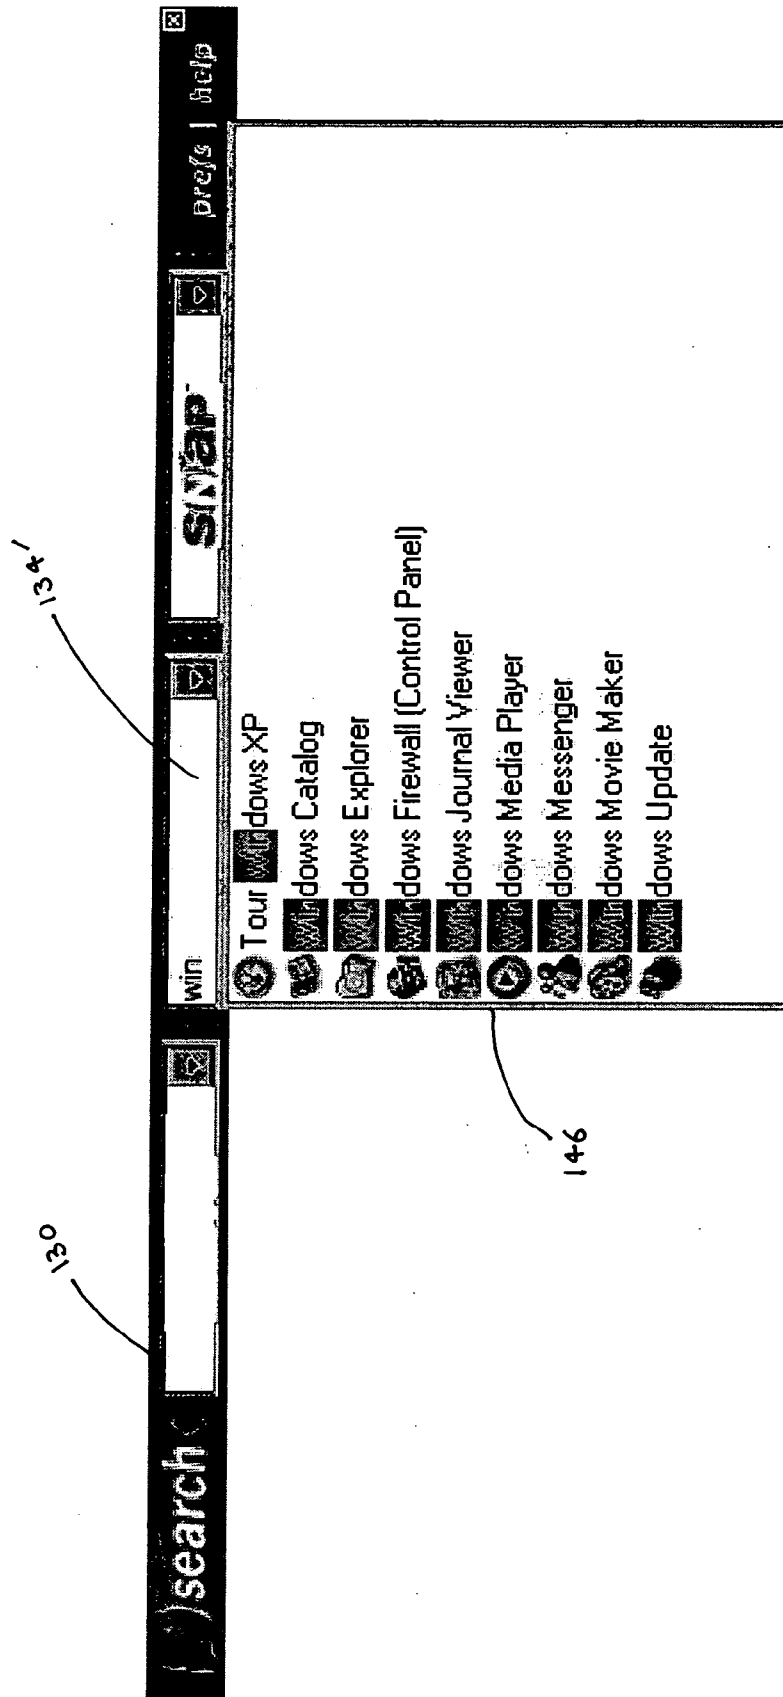 130
134'
search
win
snap
prefs | help
Tour Windows XP
Windows Catalog
Windows Explorer
Windows Firewall (Control Panel)
Windows Journal Viewer
Windows Media Player
Windows Messenger
Windows Movie Maker
Windows Update
146